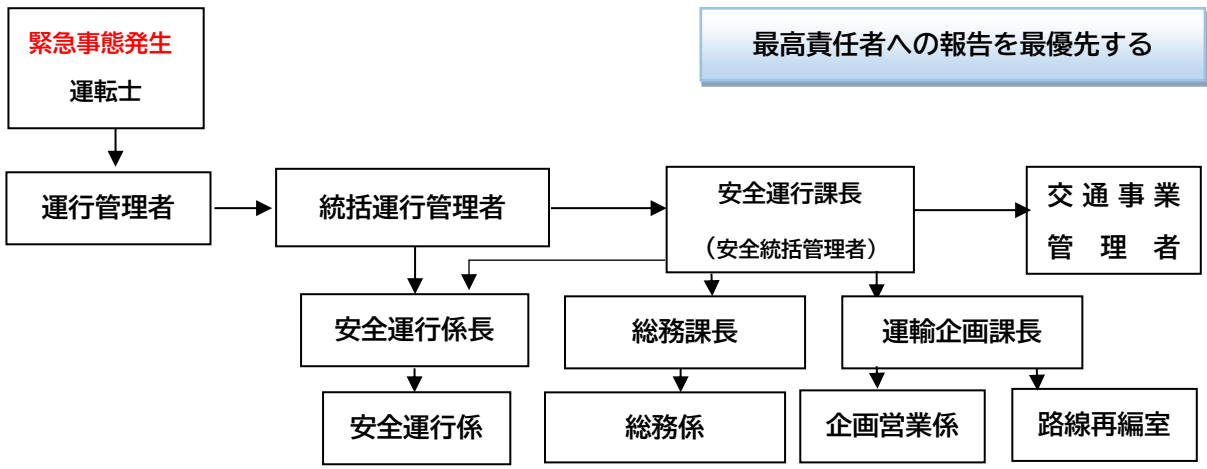 緊急事態発生
運転士
最高責任者への報告を最優先する
運行管理者
統括運行管理者
安全運行課長
（安全統括管理者）
交通事業
管理者
安全運行係長
総務課長
運輸企画課長
安全運行係
総務係
企画営業係
路線再編室